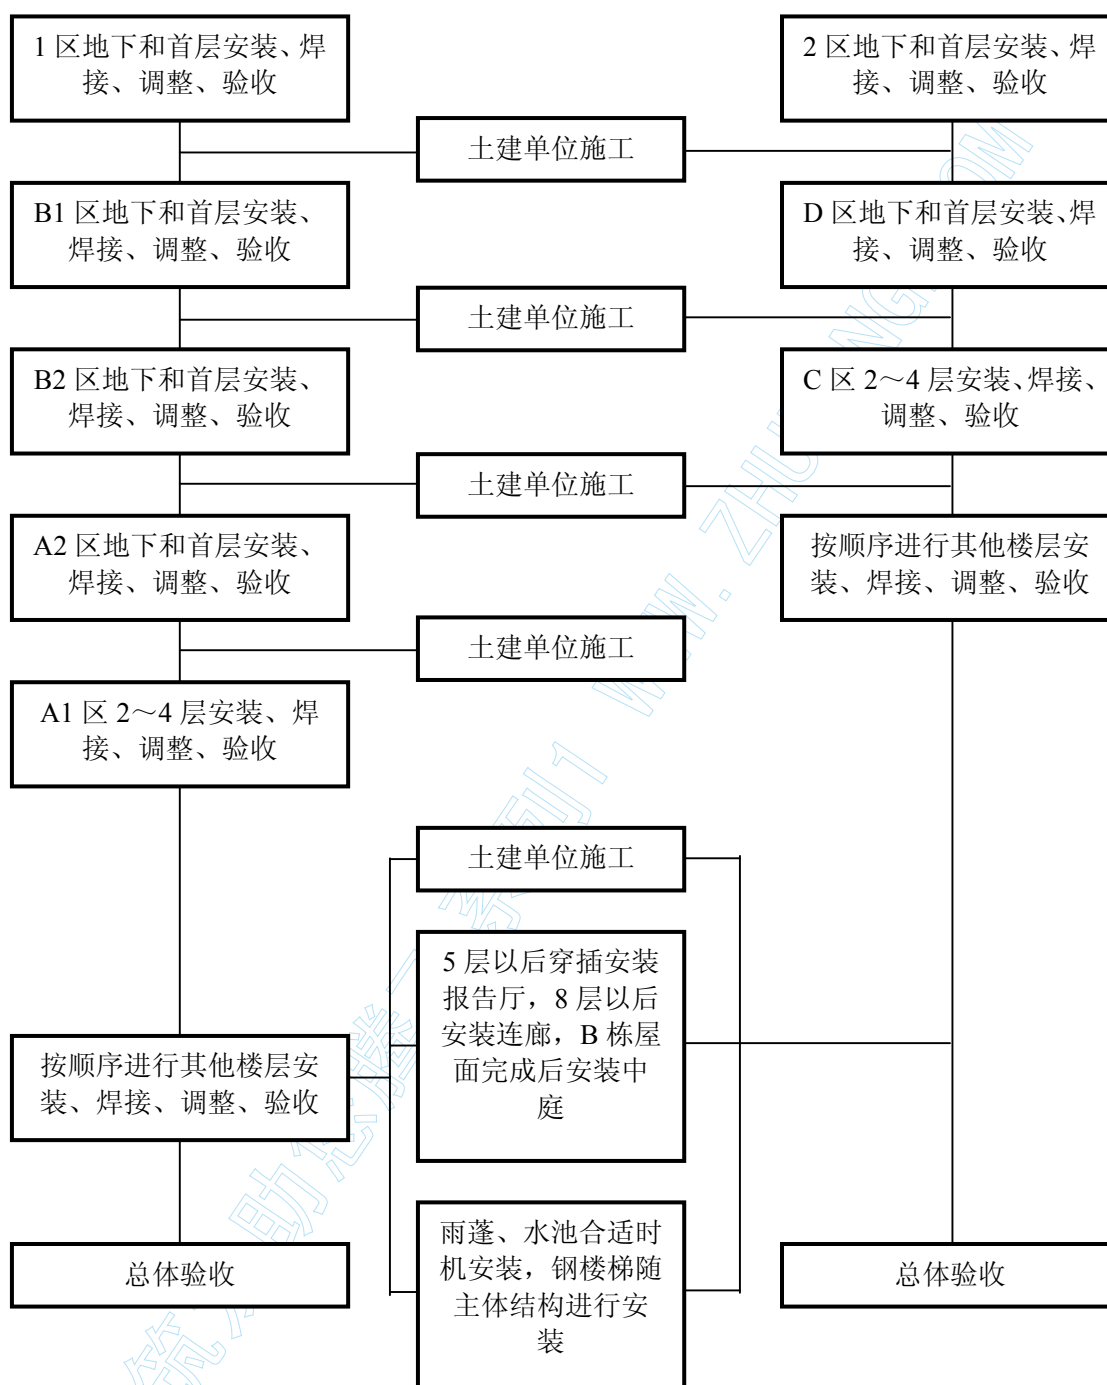 1 区地下和首层安装、焊
接、调整、验收
2 区地下和首层安装、焊
接、调整、验收
土建单位施工
B1 区地下和首层安装、
焊接、调整、验收
D 区地下和首层安装、焊
接、调整、验收
土建单位施工
B2 区地下和首层安装、
焊接、调整、验收
C 区 2～4 层安装、焊接、
调整、验收
土建单位施工
A2 区地下和首层安装、
焊接、调整、验收
按顺序进行其他楼层安
装、焊接、调整、验收
土建单位施工
A1 区 2～4 层安装、焊
接、调整、验收
土建单位施工
5 层以后穿插安装
报告厅，8 层以后
安装连廊，B 栋屋
面完成后安装中
庭
按顺序进行其他楼层安
装、焊接、调整、验收
雨蓬、水池合适时
机安装，钢楼梯随
主体结构进行安
装
总体验收
总体验收